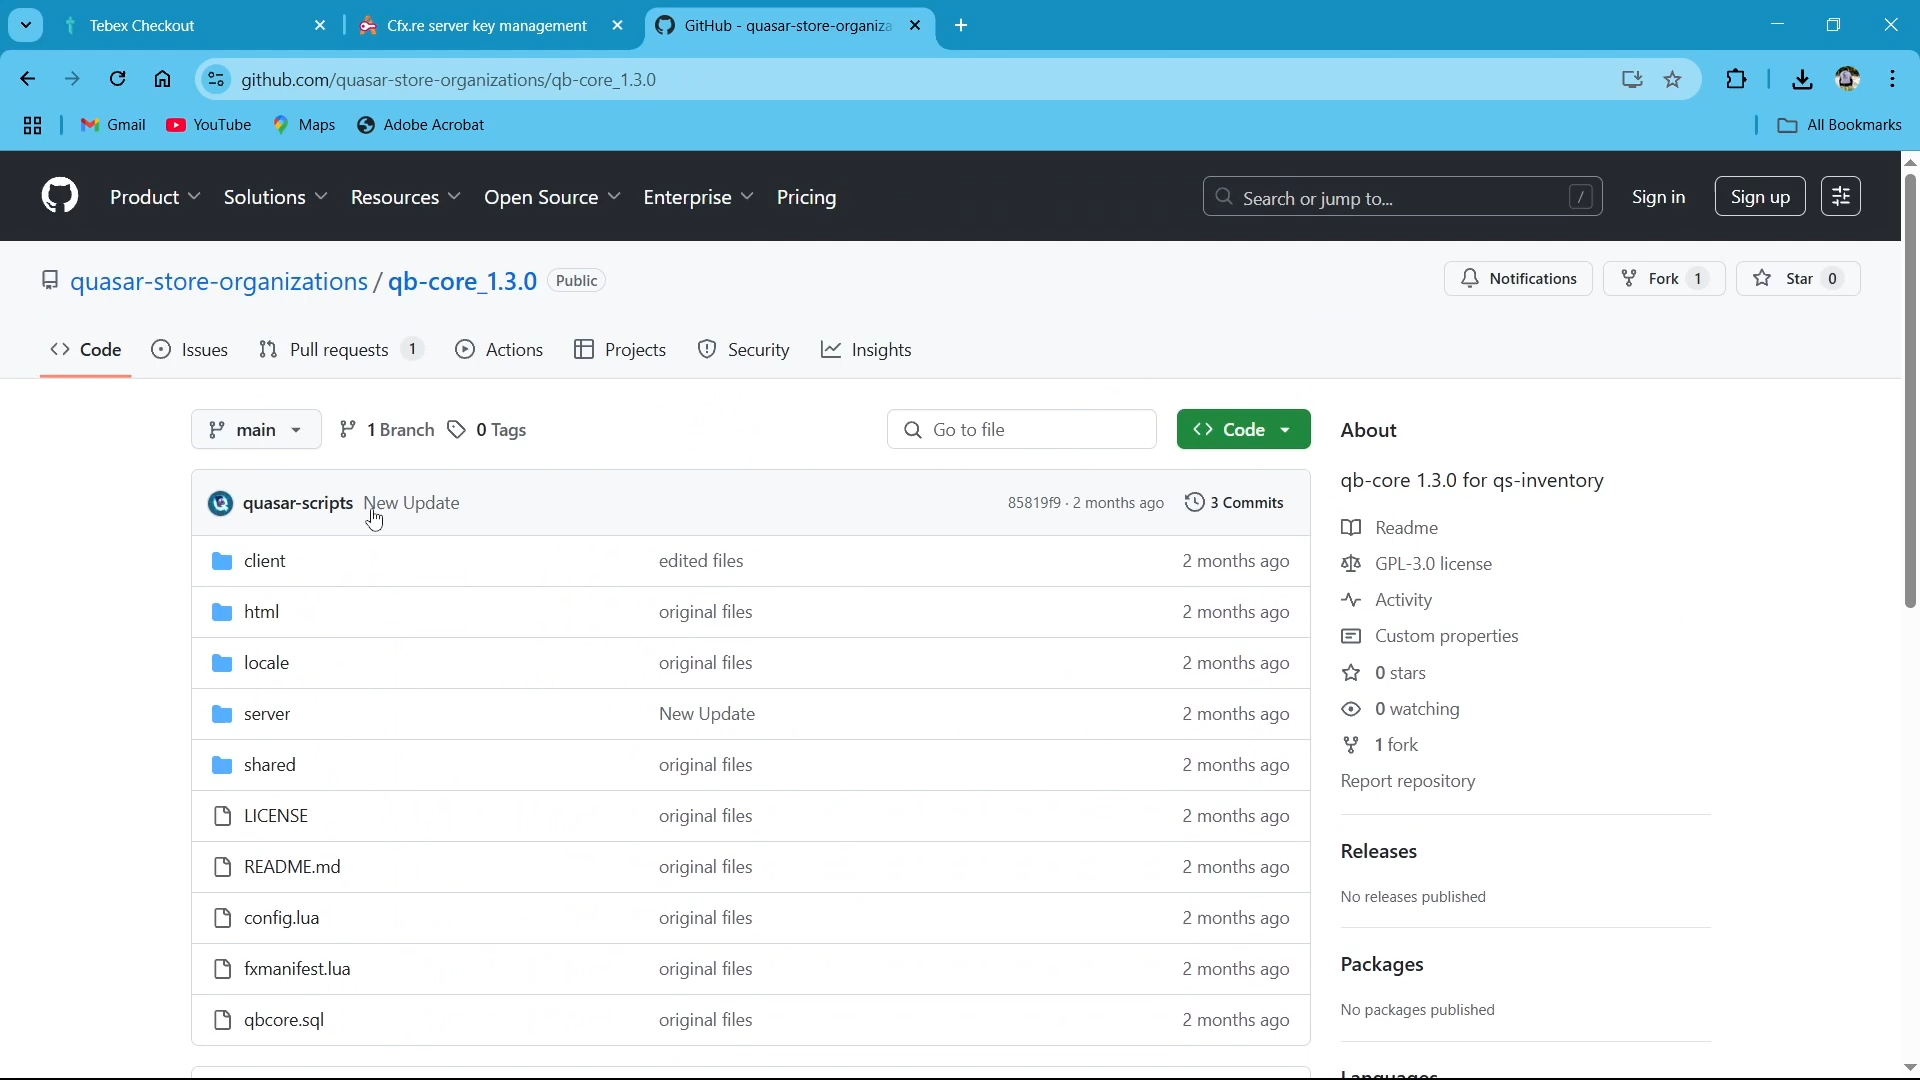 Tebex Checkout
Cfx.re server key management
GitHub - quasar-store-organiza
github.com/quasar-store-organizations/qb-core_1.3.0
Gmail
YouTube
Maps
Adobe Acrobat
All Bookmarks
Product
Solutions
Resources
Open Source
Enterprise
Pricing
Search or jump to...
/
Sign in
Sign up
quasar-store-organizations / qb-core_1.3.0 Public
Notifications
Fork 1
Star 0
Code
Issues
Pull requests 1
Actions
Projects
Security
Insights
main
1 Branch
0 Tags
Go to file
Code
quasar-scripts New Update 85819f9 · 2 months ago 3 Commits
client edited files 2 months ago
html original files 2 months ago
locale original files 2 months ago
server New Update 2 months ago
shared original files 2 months ago
LICENSE original files 2 months ago
README.md original files 2 months ago
config.lua original files 2 months ago
fxmanifest.lua original files 2 months ago
qbcore.sql original files 2 months ago
About
qb-core 1.3.0 for qs-inventory
Readme
GPL-3.0 license
Activity
Custom properties
0 stars
0 watching
1 fork
Report repository
Releases
No releases published
Packages
No packages published
Languages